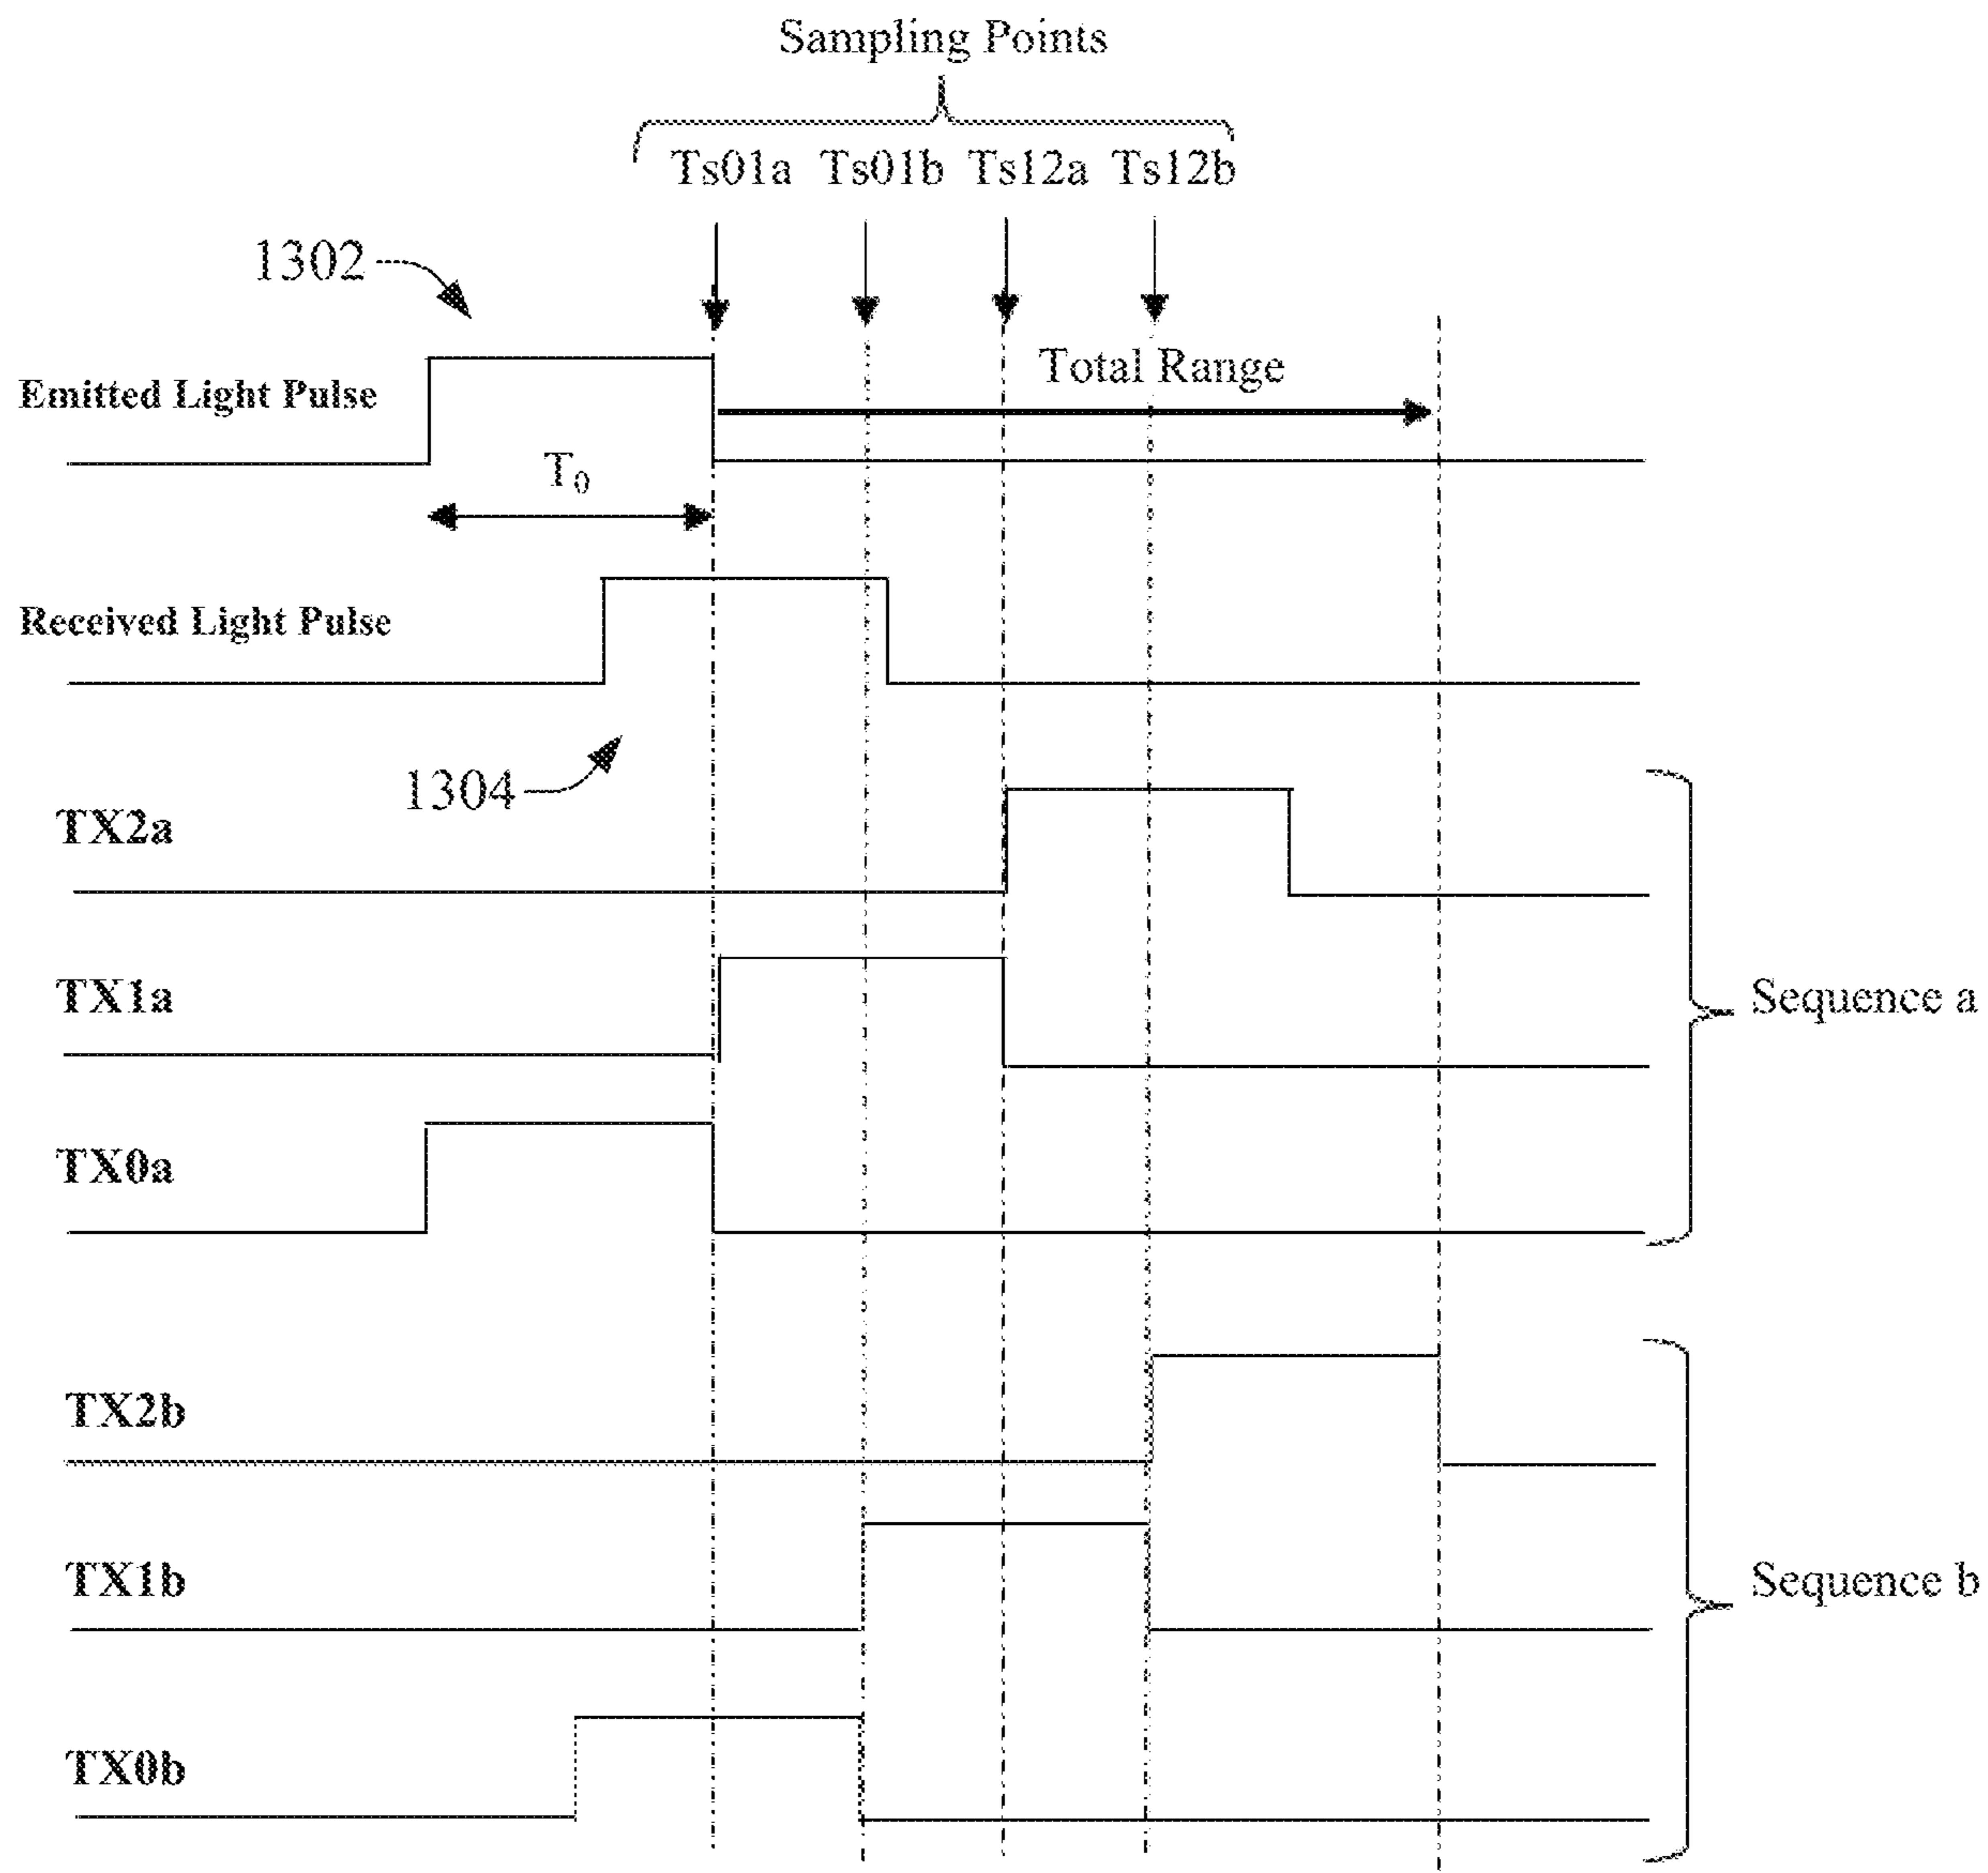 Sampling Points
Ts01a Ts01b Ts12a Ts12b
1302
Total Range
Emitted Light Pulse
T₀
Received Light Pulse
1304
TX2a
TX1a
Sequence a
TX0a
TX2b
TX1b
Sequence b
TX0b